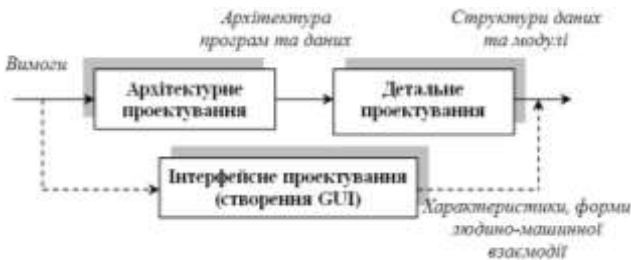 Архітектура
програм та даних
Структури даних
та модулі
Вимоги
Архітектурне
проектування
Детальне
проектування
Інтерфейсне проектування
(створення GUI)
Характеристики, форми
людино-машинної
взаємодії